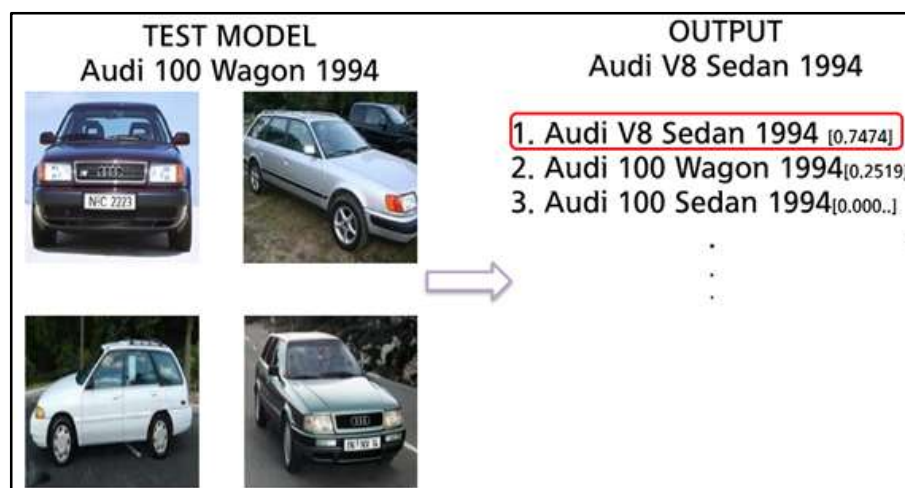 TEST MODEL
Audi 100 Wagon 1994
N·C 2223
OUTPUT
Audi V8 Sedan 1994
1. Audi V8 Sedan 1994 [0.7474]
2. Audi 100 Wagon 1994[0.2519]
3. Audi 100 Sedan 1994[0.000..]